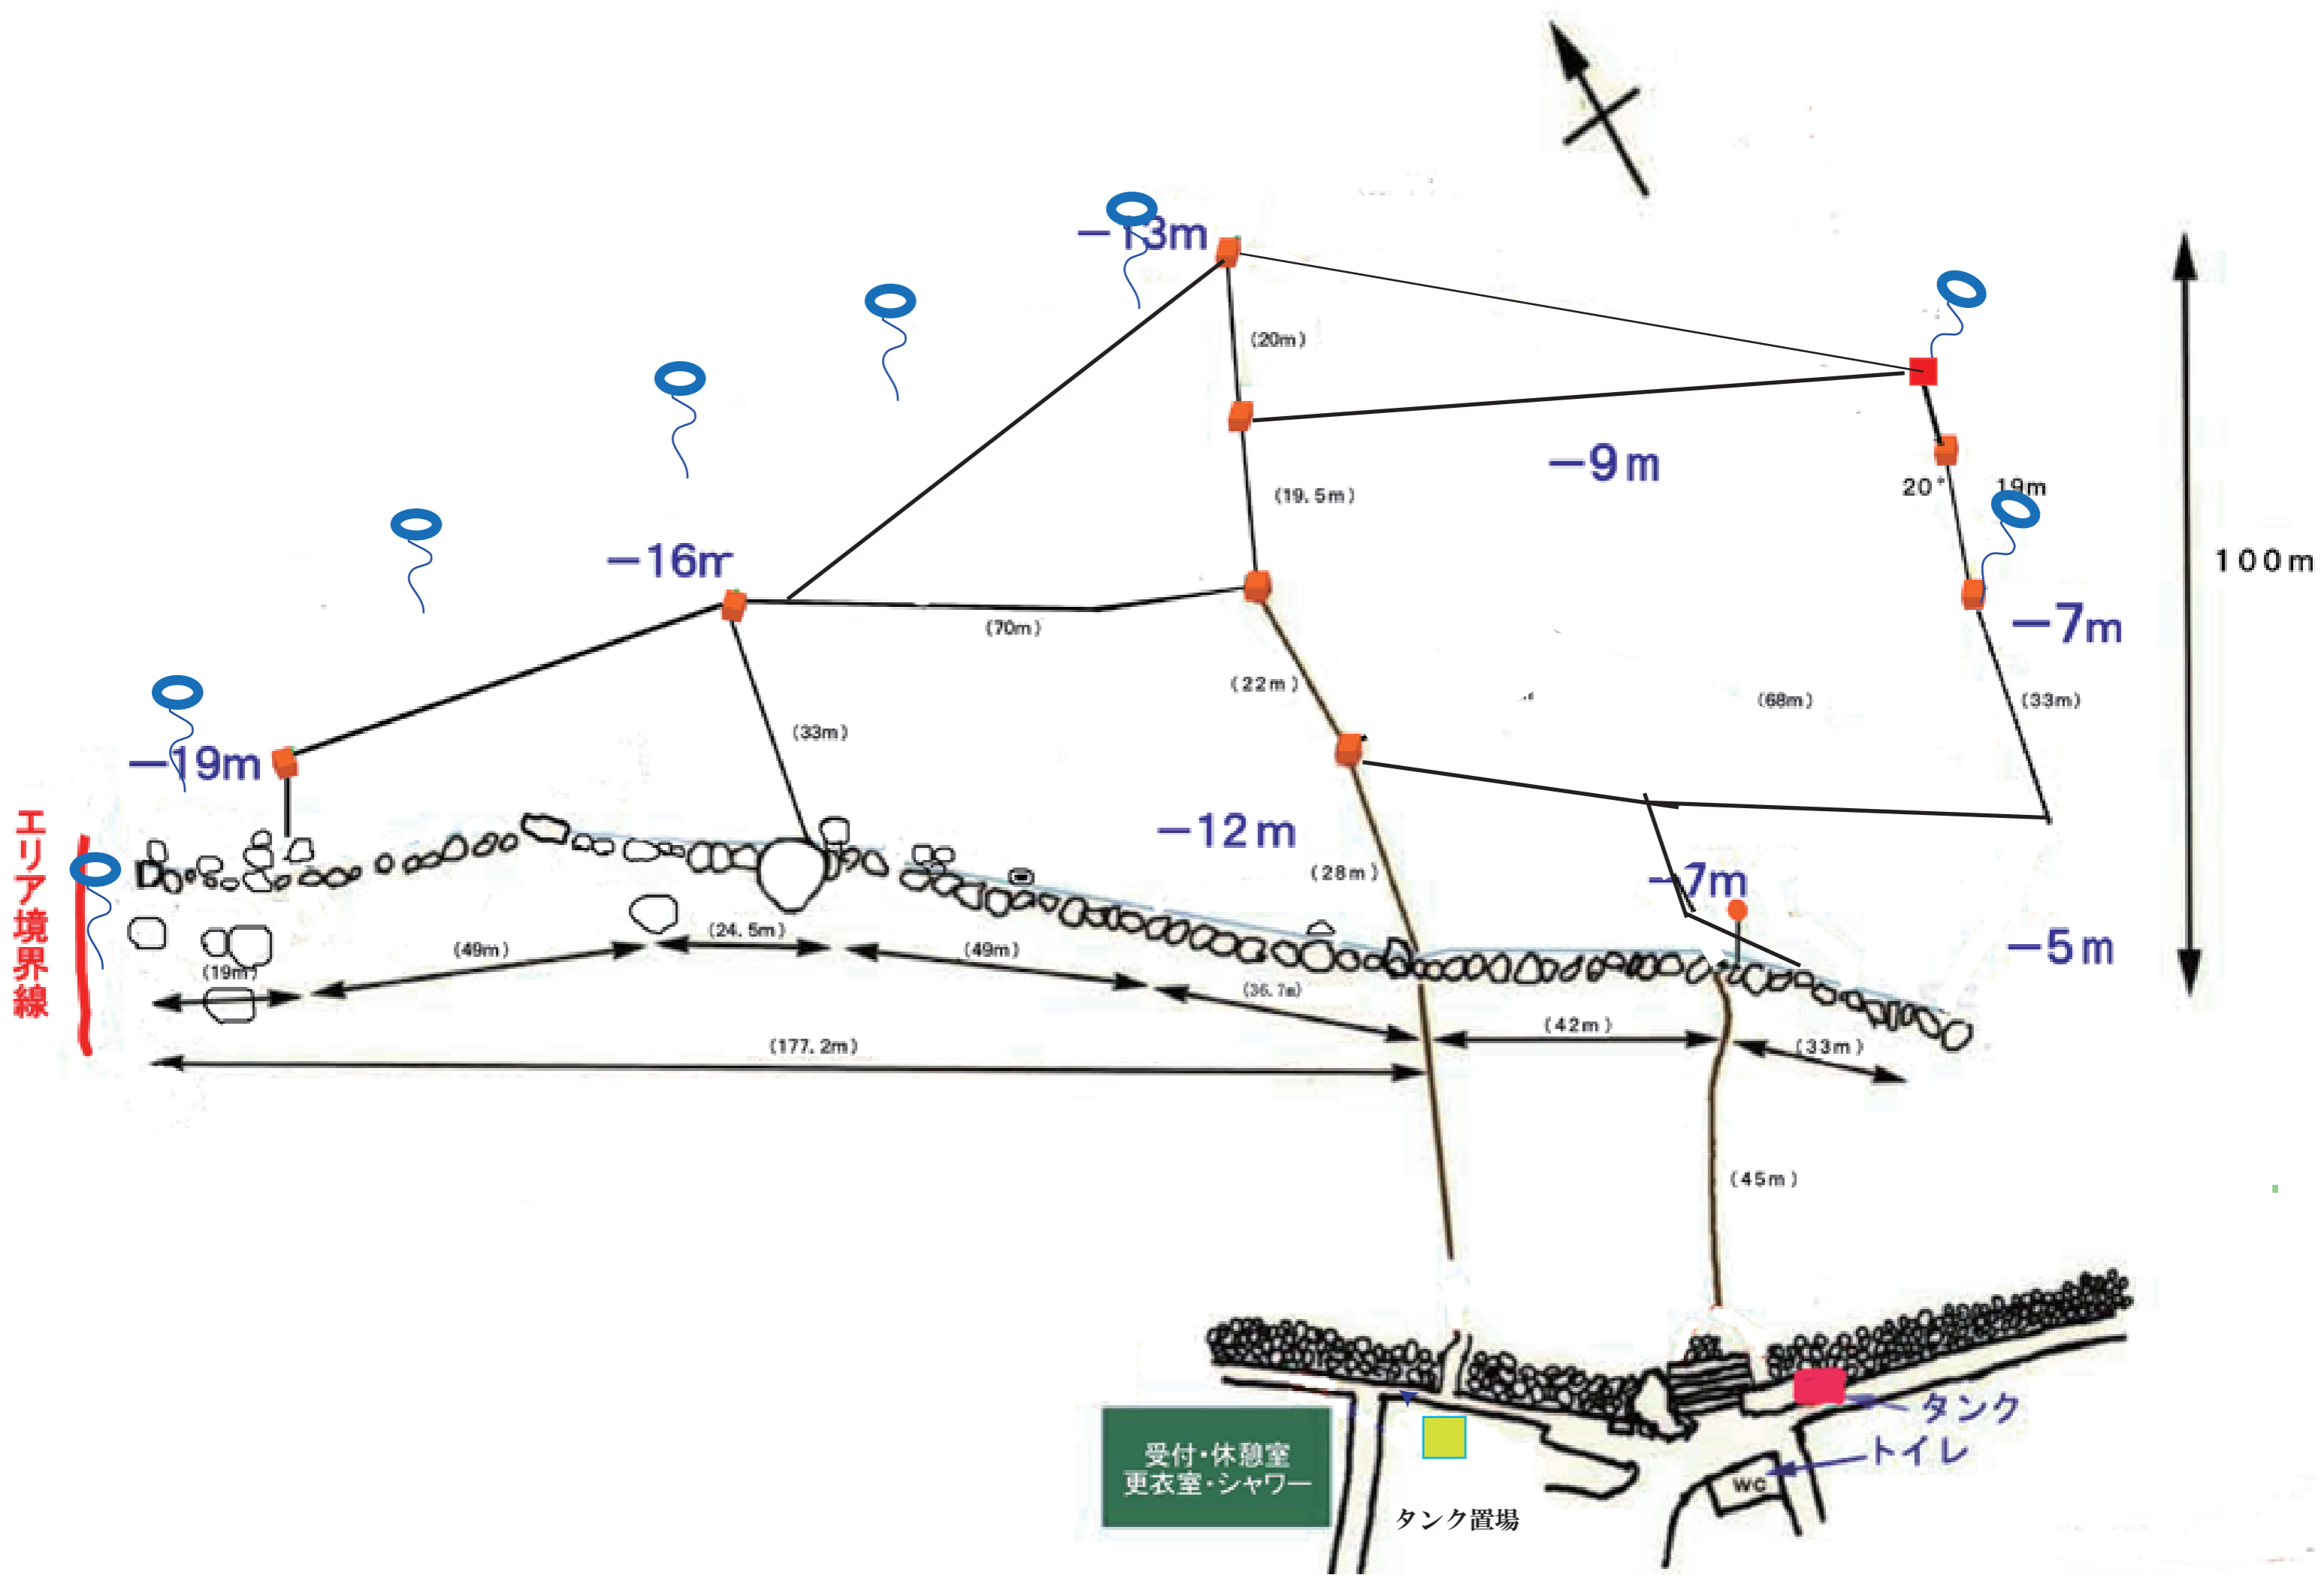 -13m
(20m)
-9m
(19.5m)
20°
19m
-16m
100m
(70m)
-7m
(22m)
(68m)
(33m)
(33m)
-19m
エリア境界線
-12m
(28m)
-7m
-5m
(24.5m)
(49m)
(49m)
(19m)
(36.7m)
(42m)
(33m)
(177.2m)
(45m)
タンク
受付・休憩室
更衣室・シャワー
トイレ
WC
タンク置場